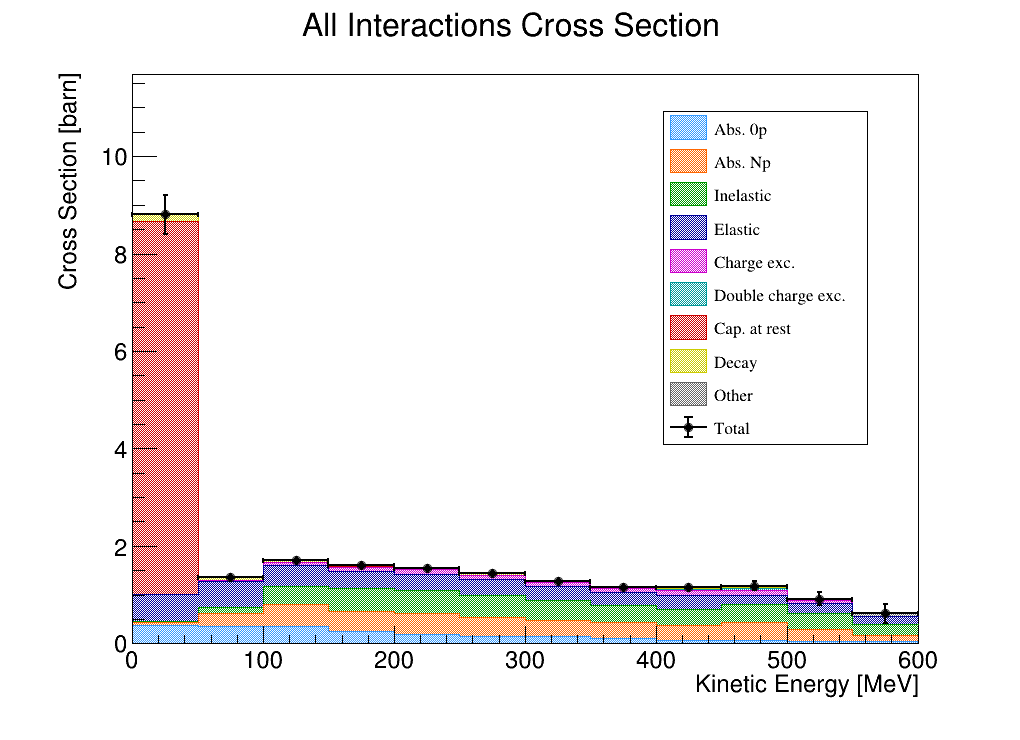 All Interactions Cross Section
Cross Section [barn]
10
8
6
4
2
0
0 100 200 300 400 500 600
Kinetic Energy [MeV]
Abs. 0p
Abs. Np
Inelastic
Elastic
Charge exc.
Double charge exc.
Cap. at rest
Decay
Other
Total